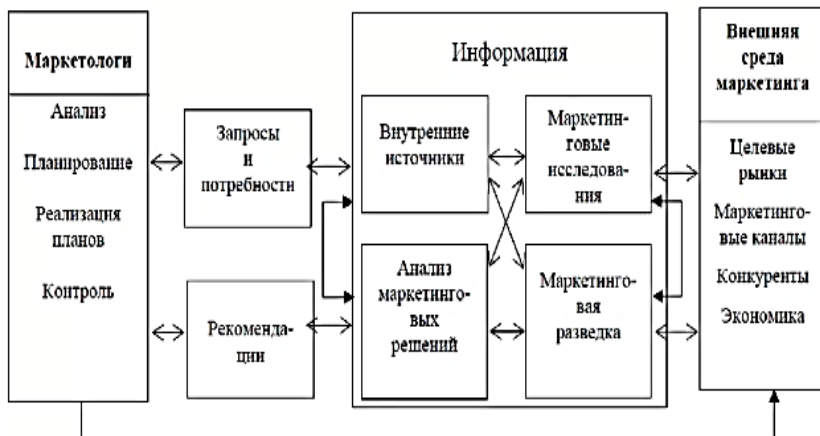 Маркетологи
Анализ
Планирование
Реализация
планов
Контроль
Запросы
и
потребности
Рекоменда-
ции
Информация
Внутренние
источники
Маркетин-
говые
исследова-
ния
Анализ
маркетинго-
вых
решений
Маркетинго-
вая
разведка
Внешняя
среда
маркетинга
Целевые
рынки
Маркетинго-
вые каналы
Конкуренты
Экономика